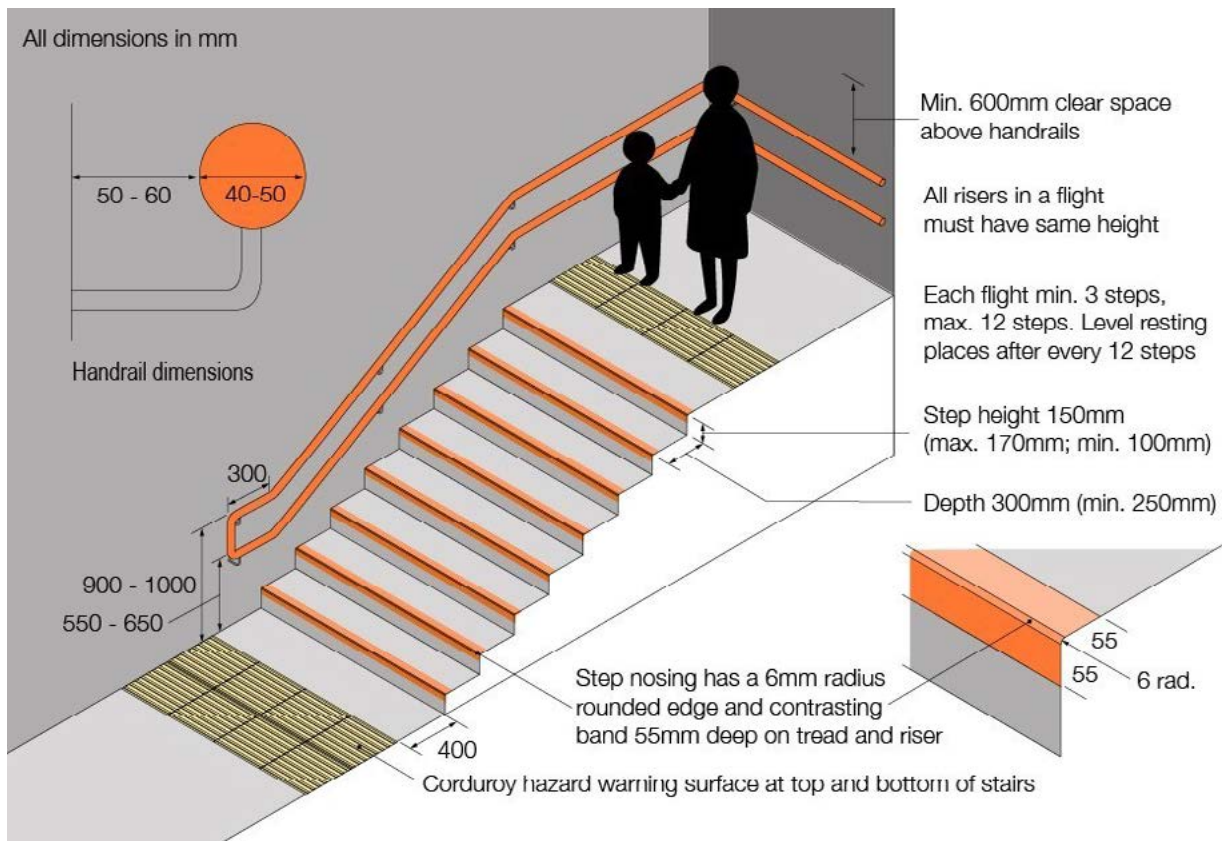 All dimensions in mm
50 - 60
40-50
Handrail dimensions
Min. 600mm clear space
above handrails
All risers in a flight
must have same height
Each flight min. 3 steps,
max. 12 steps. Level resting
places after every 12 steps
Step height 150mm
(max. 170mm; min. 100mm)
Depth 300mm (min. 250mm)
300
900 - 1000
550 - 650
55
55
6 rad.
Step nosing has a 6mm radius
rounded edge and contrasting
band 55mm deep on tread and riser
400
Corduroy hazard warning surface at top and bottom of stairs